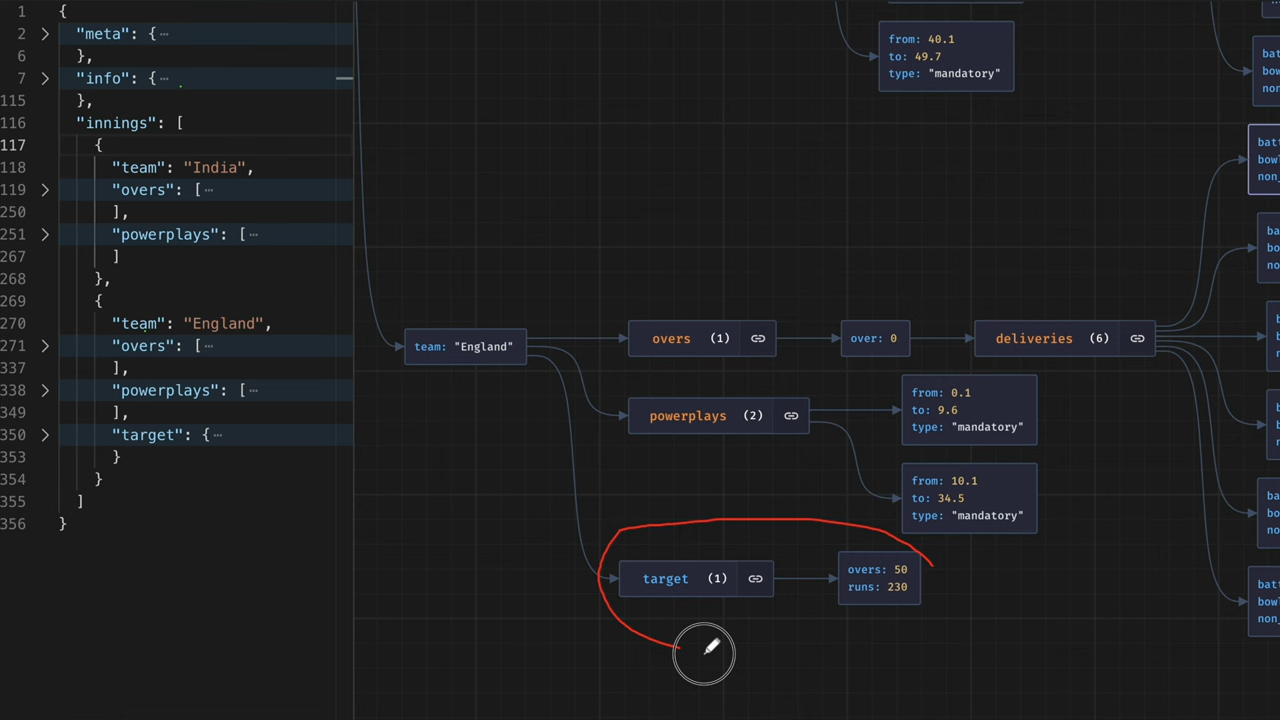 1 {
2 "meta": {⋯
6 },
7 "info": {⋯
115 },
116 "innings": [
117 {
118 "team": "India",
119 "overs": [⋯
250 ],
251 "powerplays": [⋯
267 ]
268 },
269 {
270 "team": "England",
271 "overs": [⋯
337 ],
338 "powerplays": [⋯
349 ],
350 "target": {⋯
353 }
354 }
355 ]
356 }
from: 40.1
to: 49.7
type: "mandatory"
team: "England"
overs (1)
over: 0
deliveries (6)
powerplays (2)
from: 0.1
to: 9.6
type: "mandatory"
from: 10.1
to: 34.5
type: "mandatory"
target (1)
overs: 50
runs: 230